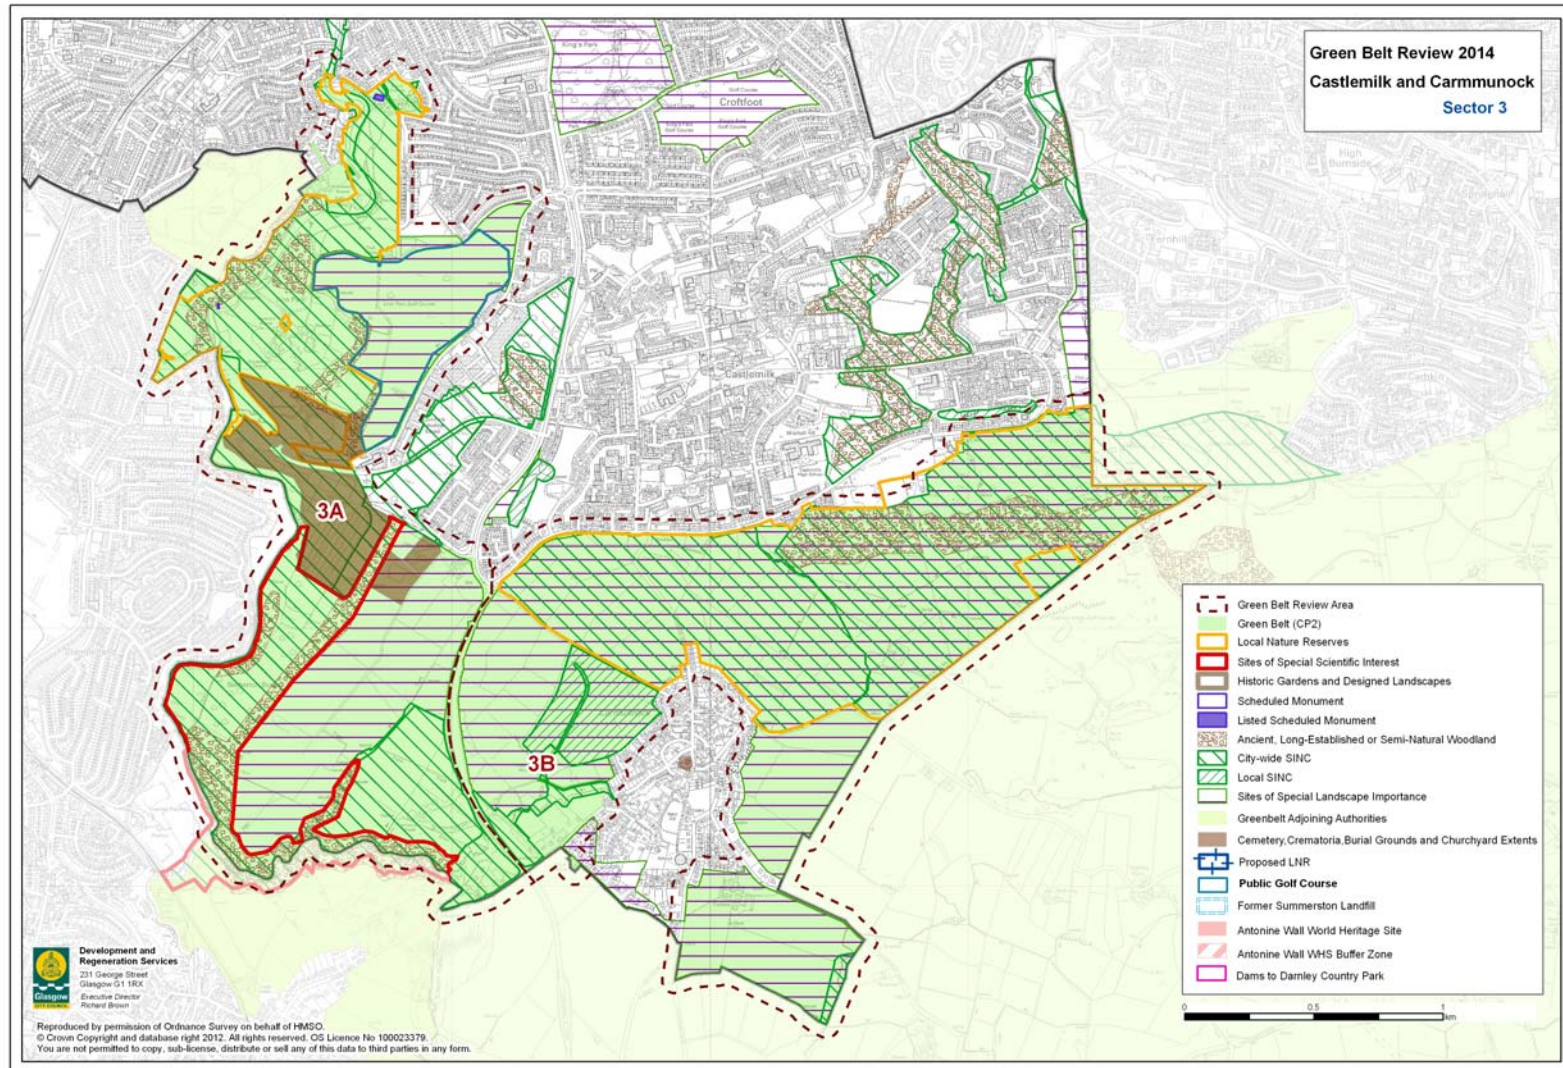 Green Belt Review 2014
Castlemilk and Carmmunock
Sector 3
King's Park
Golf Course
Croftfoot
High
Burnside
Fernhill
Castlemilk
3A
3B
Green Belt Review Area
Green Belt (CP2)
Local Nature Reserves
Sites of Special Scientific Interest
Historic Gardens and Designed Landscapes
Scheduled Monument
Listed Scheduled Monument
Ancient, Long-Established or Semi-Natural Woodland
City-wide SINC
Local SINC
Sites of Special Landscape Importance
Greenbelt Adjoining Authorities
Cemetery,Crematoria,Burial Grounds and Churchyard Extents
Proposed LNR
Public Golf Course
Former Summerston Landfill
Antonine Wall World Heritage Site
Antonine Wall WHS Buffer Zone
Dams to Darnley Country Park
0 0.5 1
km
Development and
Regeneration Services
231 George Street
Glasgow G1 1RX
Executive Director
Richard Brown
Glasgow
CITY COUNCIL
Reproduced by permission of Ordnance Survey on behalf of HMSO.
© Crown Copyright and database right 2012. All rights reserved. OS Licence No 100023379.
You are not permitted to copy, sub-license, distribute or sell any of this data to third parties in any form.